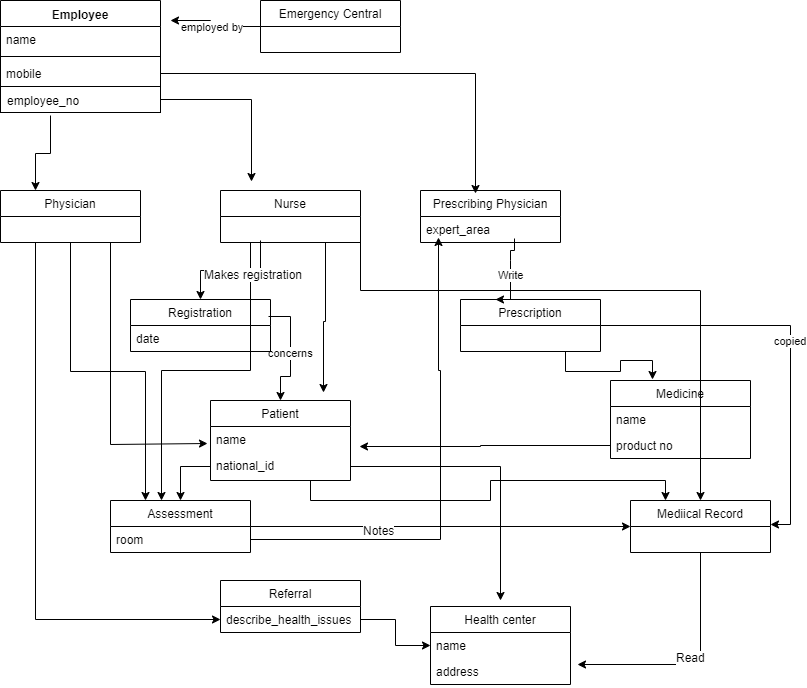 Employee
Emergency Central
name
employed by
mobile
employee_no
Physician
Nurse
Prescribing Physician
expert_area
Makes registration
Write
Registration
Prescription
date
copied
concerns
Medicine
Patient
name
name
product no
national_id
Assessment
Mediical Record
Notes
room
Referral
describe_health_issues
Health center
name
Read
address